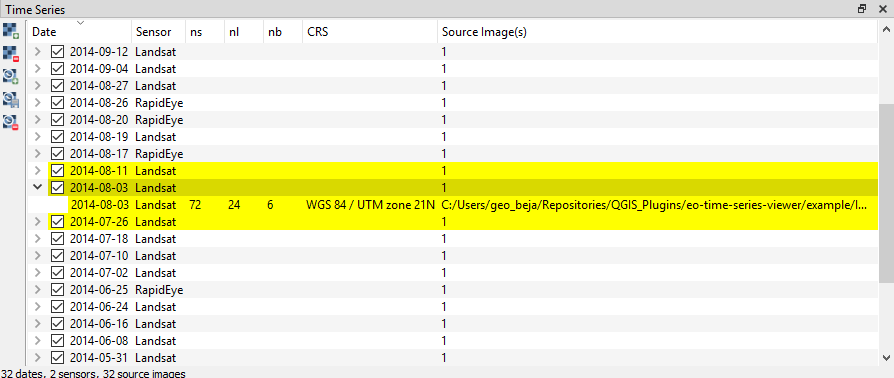 Time Series
Date Sensor ns nl nb CRS Source Image(s)
2014-09-12 Landsat 1
2014-09-04 Landsat 1
2014-08-27 Landsat 1
2014-08-26 RapidEye 1
2014-08-20 RapidEye 1
2014-08-19 Landsat 1
2014-08-17 RapidEye 1
2014-08-11 Landsat 1
2014-08-03 Landsat 1
2014-08-03 Landsat 72 24 6 WGS 84 / UTM zone 21N C:/Users/geo_beja/Repositories/QGIS_Plugins/eo-time-series-viewer/example/I...
2014-07-26 Landsat 1
2014-07-18 Landsat 1
2014-07-10 Landsat 1
2014-07-02 Landsat 1
2014-06-25 RapidEye 1
2014-06-24 Landsat 1
2014-06-16 Landsat 1
2014-06-08 Landsat 1
2014-05-31 Landsat 1
32 dates, 2 sensors, 32 source images